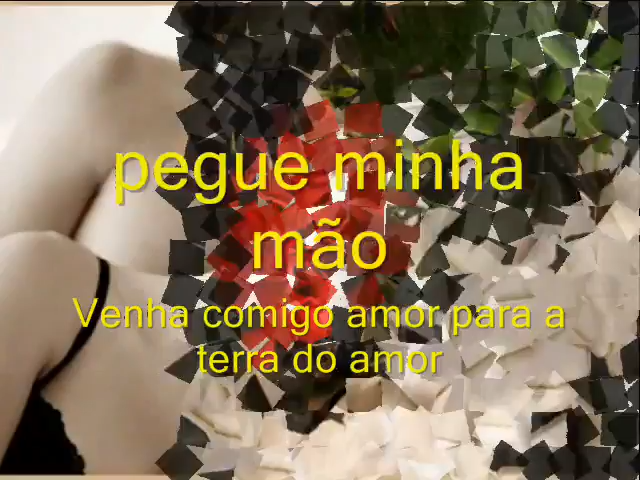 pegue minha
mão
Venha comigo amor para a
terra do amor